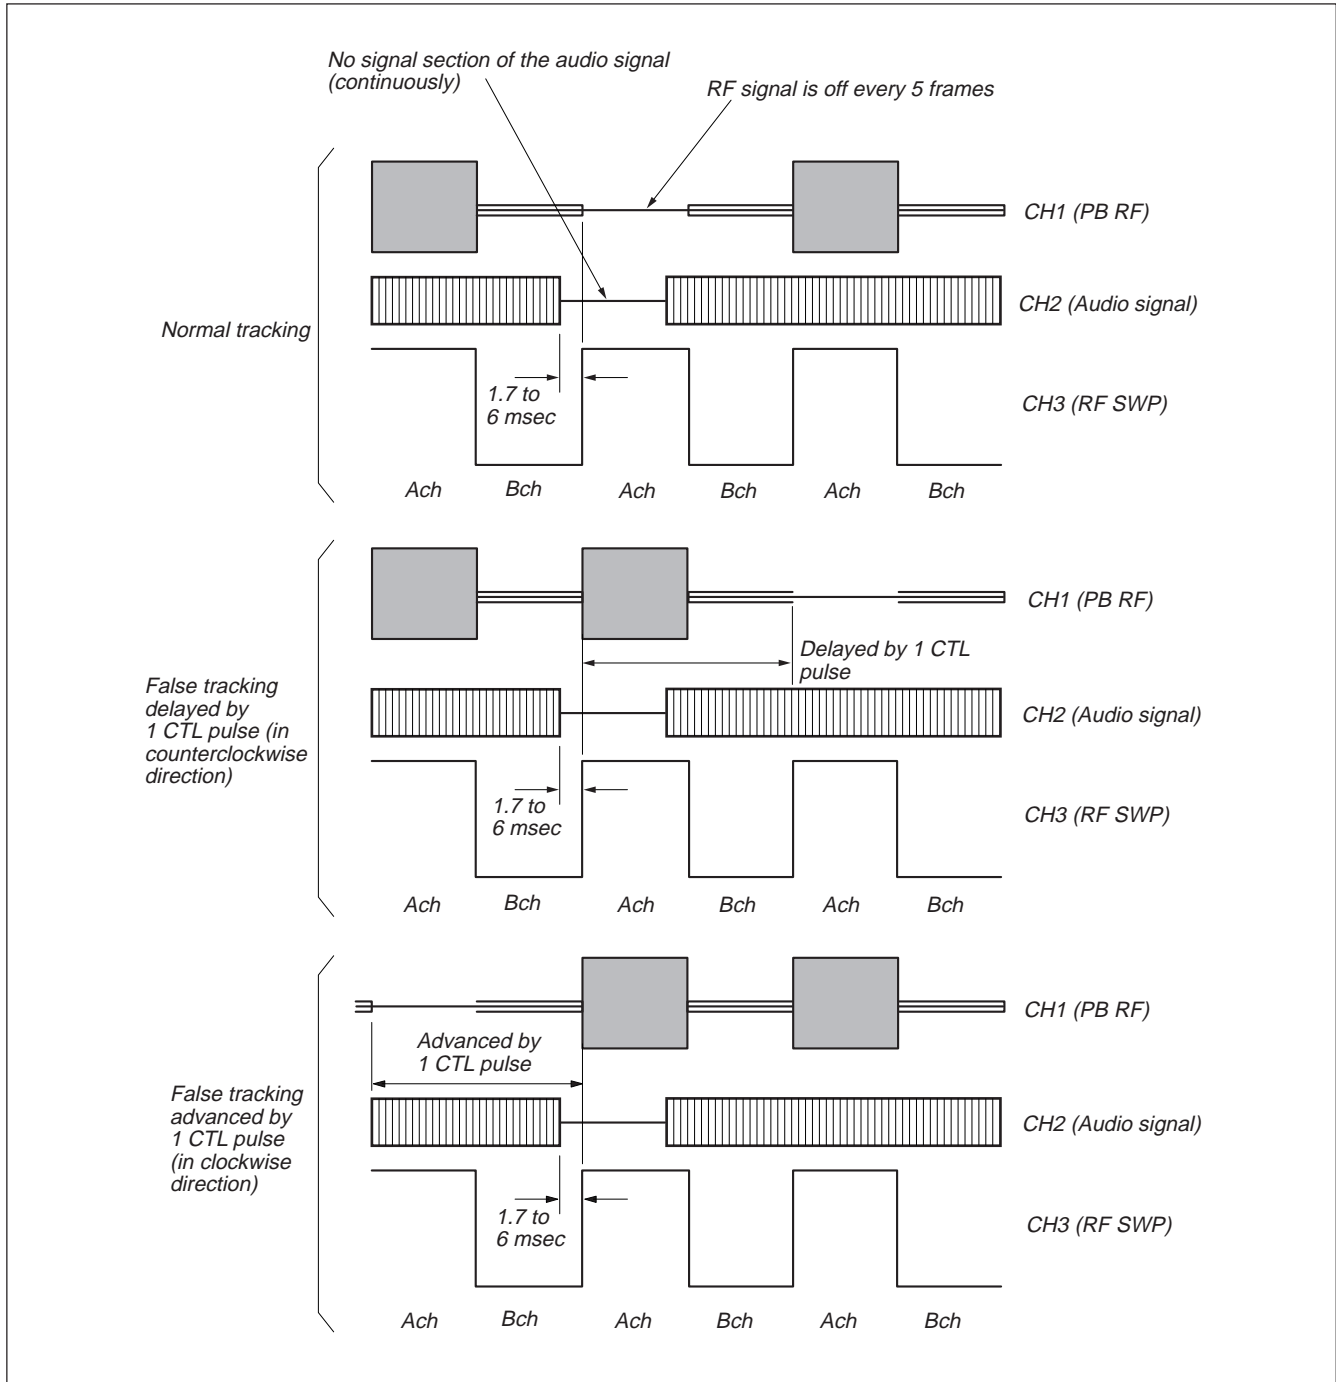 No signal section of the audio signal
(continuously)
RF signal is off every 5 frames
CH1 (PB RF)
CH2 (Audio signal)
Normal tracking
1.7 to
6 msec
CH3 (RF SWP)
Ach Bch Ach Bch Ach Bch
CH1 (PB RF)
Delayed by 1 CTL
pulse
False tracking
delayed by
1 CTL pulse (in
counterclockwise
direction)
CH2 (Audio signal)
1.7 to
6 msec
CH3 (RF SWP)
Ach Bch Ach Bch Ach Bch
CH1 (PB RF)
Advanced by
1 CTL pulse
False tracking
advanced by
1 CTL pulse
(in clockwise
direction)
CH2 (Audio signal)
1.7 to
6 msec
CH3 (RF SWP)
Ach Bch Ach Bch Ach Bch